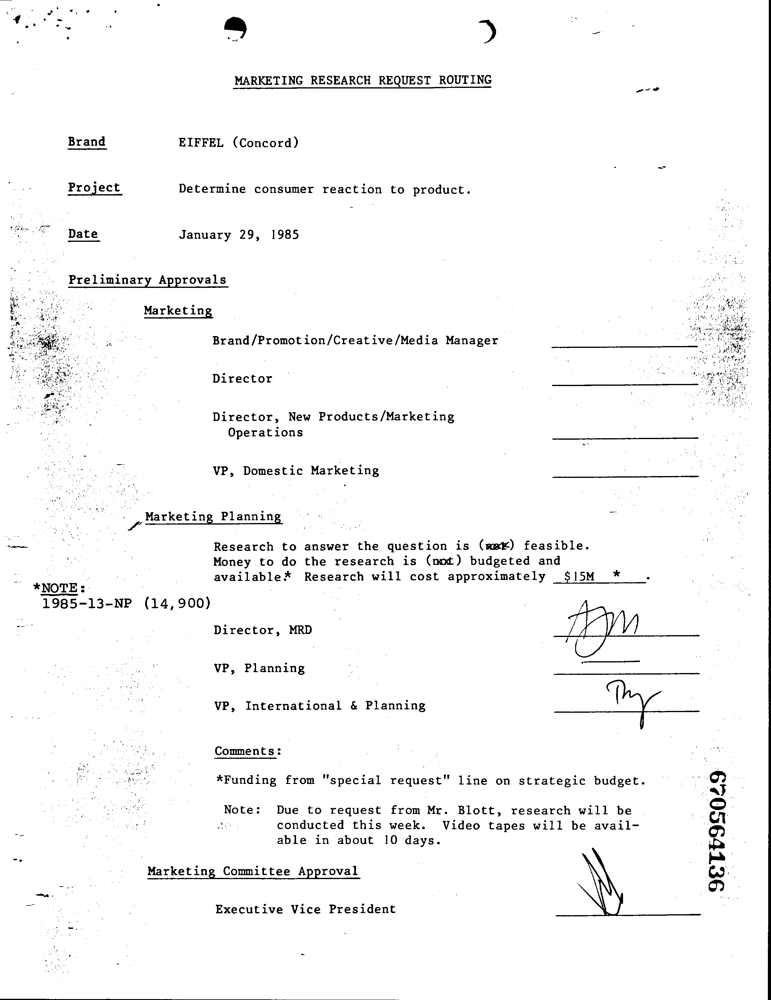 MARKETING RESEARCH REQUEST ROUTING
Brand EIFFEL (Concord)
Project Determine consumer reaction to product.
Date January 29, 1985
Preliminary Approvals
Marketing
Brand/Promotion/Creative/Media Manager
Director
Director, New Products/Marketing
Operations
VP, Domestic Marketing
Marketing Planning
Research to answer the question is (not) feasible.
Money to do the research is (not) budgeted and
available.* Research will cost approximately $15M * .
*NOTE:
1985-13-NP (14,900)
Director, MRD
VP, Planning
VP, International & Planning
Comments:
*Funding from "special request" line on strategic budget.
Note: Due to request from Mr. Blott, research will be
conducted this week. Video tapes will be avail-
able in about 10 days.
Marketing Committee Approval
Executive Vice President
670564136